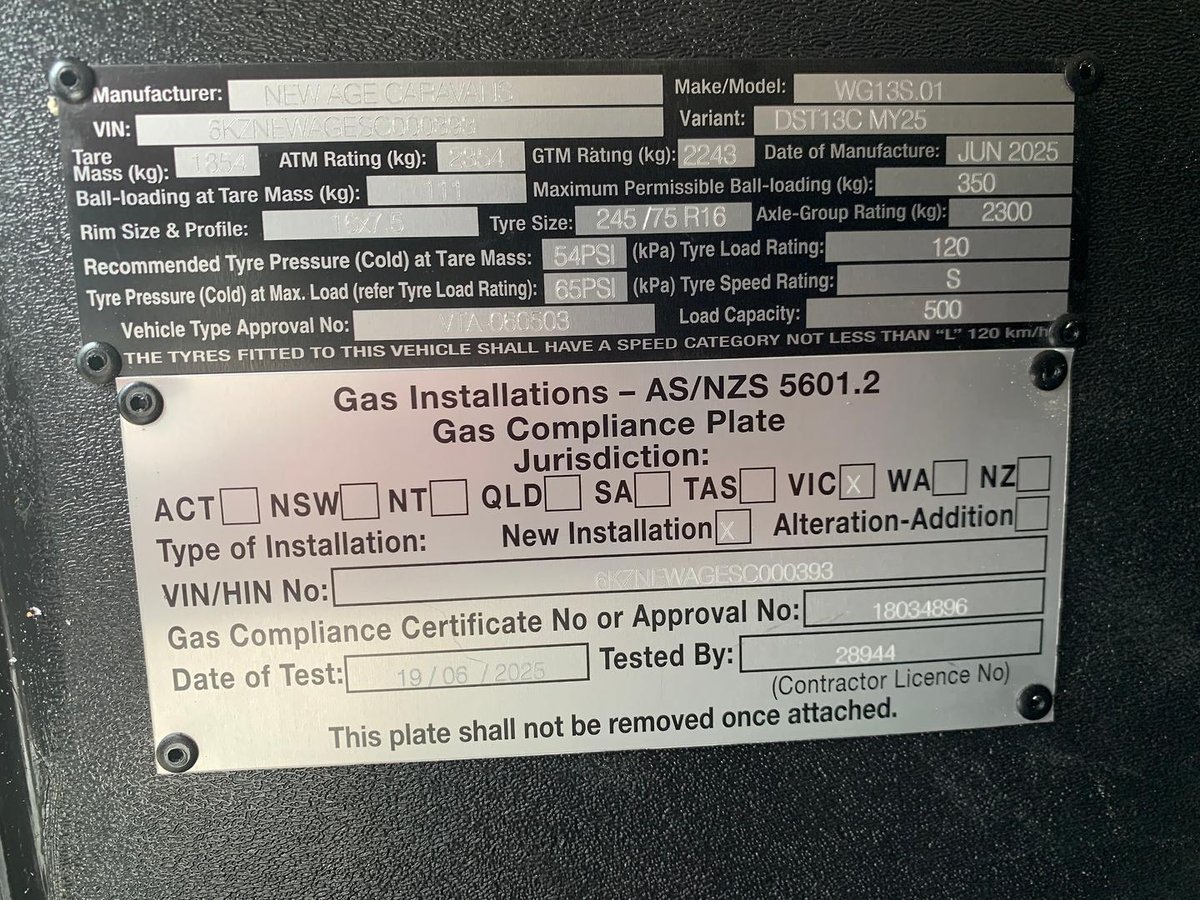 Manufacturer: NEW AGE CARAVANS Make/Model: WG13S.01
VIN: 6KZNEWAGESC000393 Variant: DST13C MY25
Tare Mass (kg): 1854 ATM Rating (kg): 2354 GTM Rating (kg): 2243 Date of Manufacture: JUN 2025
Ball-loading at Tare Mass (kg): 111 Maximum Permissible Ball-loading (kg): 350
Rim Size & Profile: 16x7.5 Tyre Size: 245/75 R16 Axle-Group Rating (kg): 2300
Recommended Tyre Pressure (Cold) at Tare Mass: 54PSI (kPa) Tyre Load Rating: 120
Tyre Pressure (Cold) at Max. Load (refer Tyre Load Rating): 65PSI (kPa) Tyre Speed Rating: S
Vehicle Type Approval No: VTA-060503 Load Capacity: 500
THE TYRES FITTED TO THIS VEHICLE SHALL HAVE A SPEED CATEGORY NOT LESS THAN "L" 120 km/h
Gas Installations – AS/NZS 5601.2
Gas Compliance Plate
Jurisdiction:
ACT NSW NT QLD SA TAS VIC X WA NZ
Type of Installation: New Installation X Alteration-Addition
VIN/HIN No: 6KZNEWAGESC000393
Gas Compliance Certificate No or Approval No: 18034896
Date of Test: 19/06/2025 Tested By: 28944
(Contractor Licence No)
This plate shall not be removed once attached.